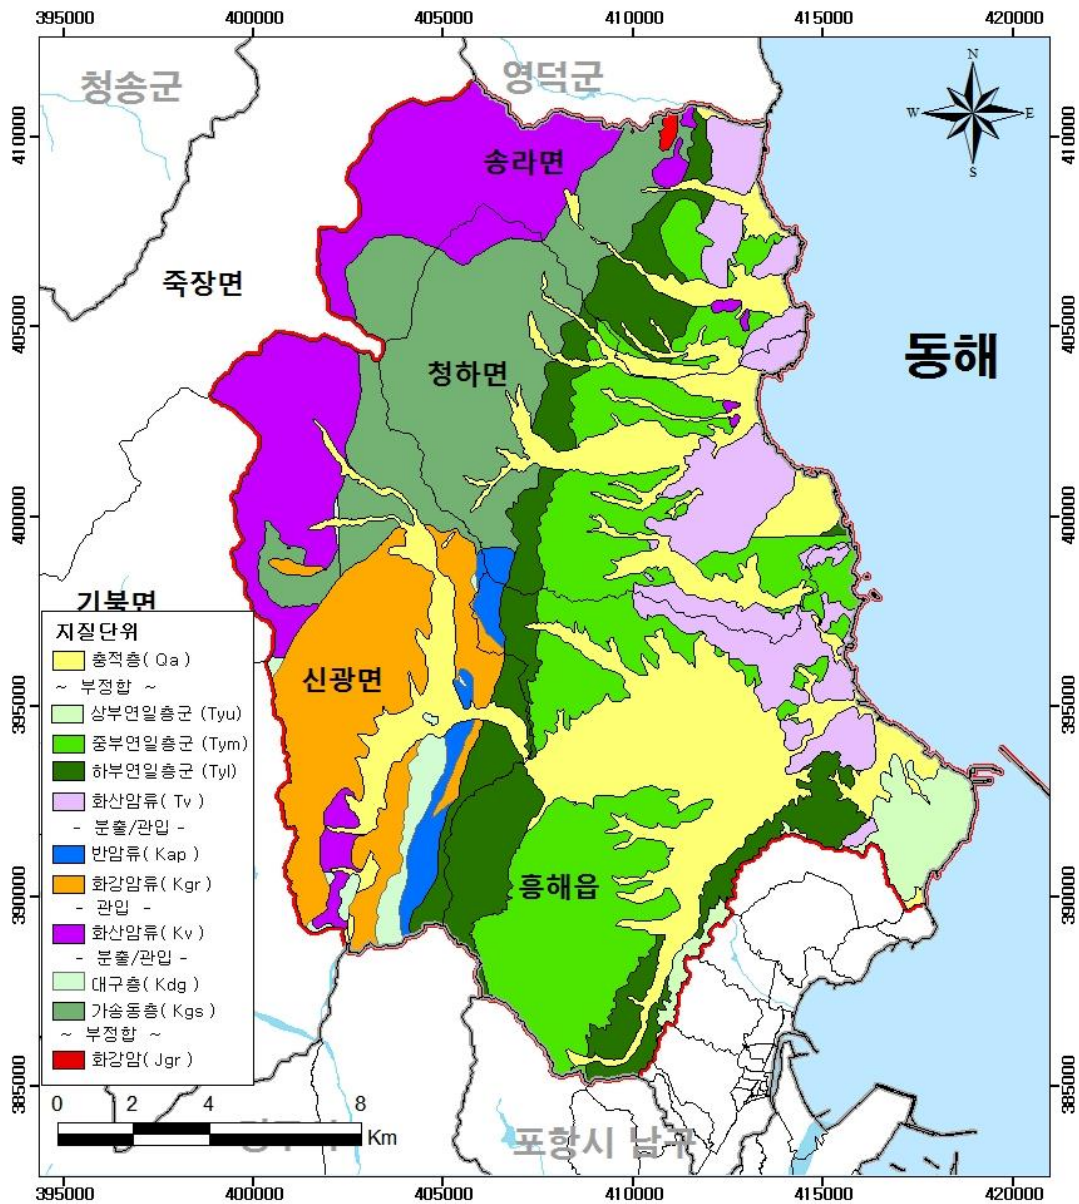 395000 400000 405000 410000 415000 420000
청송군
영덕군
N
W E
S
410000 410000
송라면
죽장면
405000 405000
동해
청하면
400000 400000
기북면
신광면
395000
지질단위
충적층( Qa )
~ 부정합 ~
상부연일층군 (Tyu)
중부연일층군 (Tym)
하부연일층군 (Tyl)
화산암류( Tv )
- 분출/관입 -
반암류( Kap )
화강암류( Kgr )
- 관입 -
화산암류( Kv )
- 분출/관입 -
대구층( Kdg )
가송동층( Kgs )
~ 부정합 ~
화강암( Jgr )
395000
흥해읍
390000 390000
385000 385000
0 2 4 8
Km
포항시 남구
395000 400000 405000 410000 415000 420000